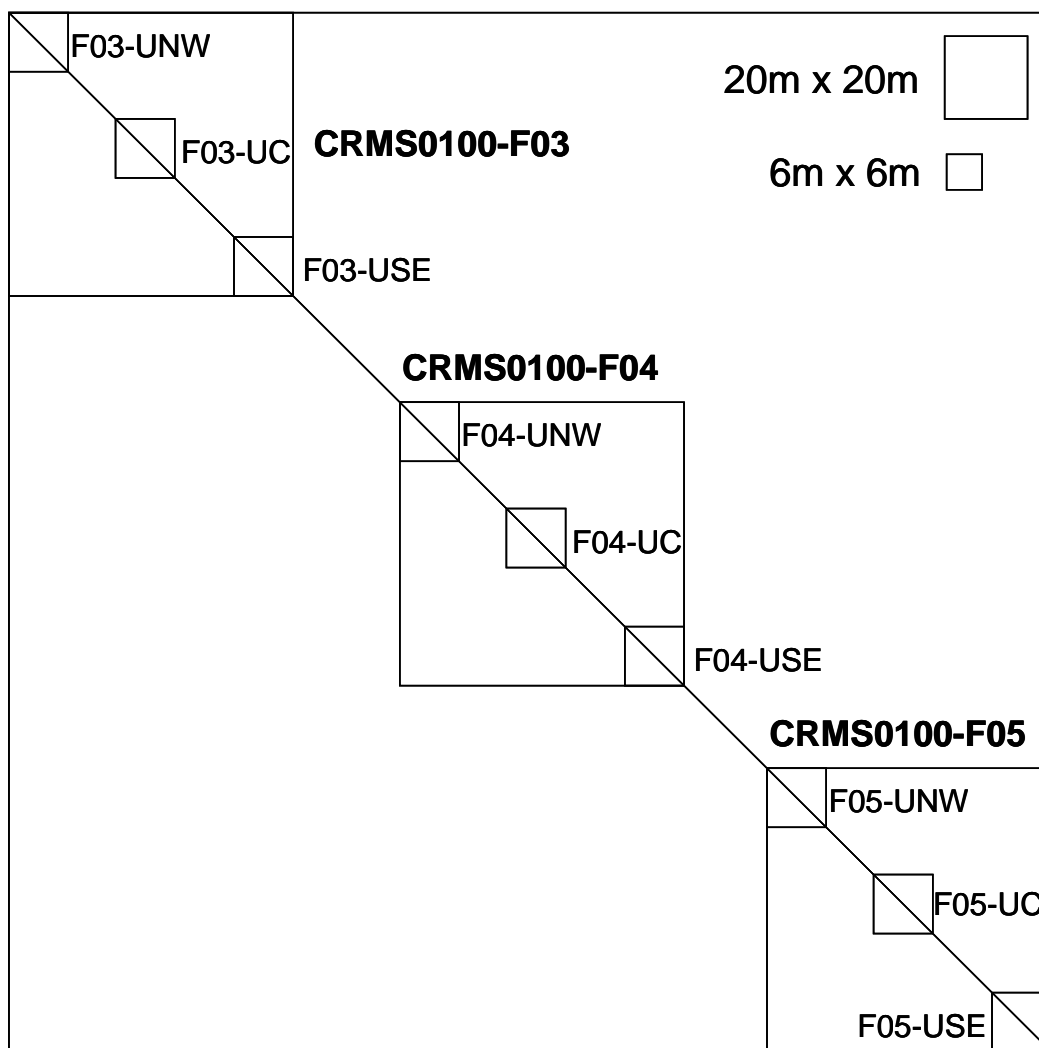 F03-UNW
20m x 20m
CRMS0100-F03
F03-UC
6m x 6m
F03-USE
CRMS0100-F04
F04-UNW
F04-UC
F04-USE
CRMS0100-F05
F05-UNW
F05-UC
F05-USE